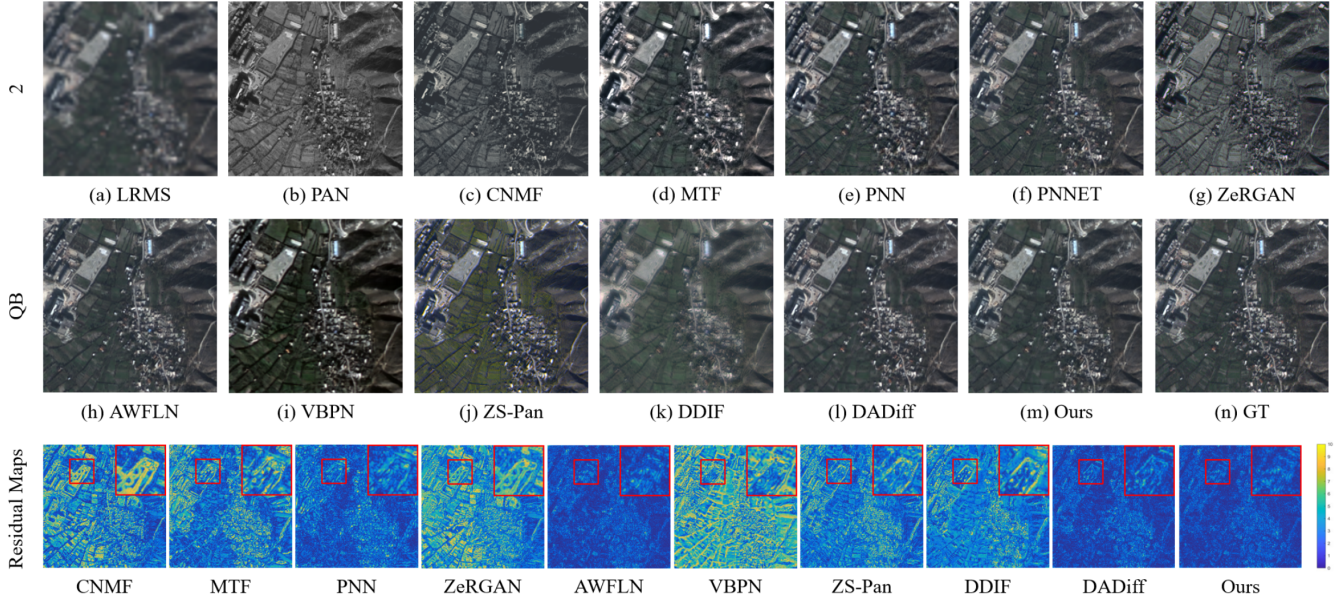 2
(a) LRMS (b) PAN (c) CNMF (d) MTF (e) PNN (f) PNNET (g) ZeRGAN
QB
(h) AWFLN (i) VBPN (j) ZS-Pan (k) DDIF (l) DADiff (m) Ours (n) GT
Residual Maps
CNMF MTF PNN ZeRGAN AWFLN VBPN ZS-Pan DDIF DADiff Ours